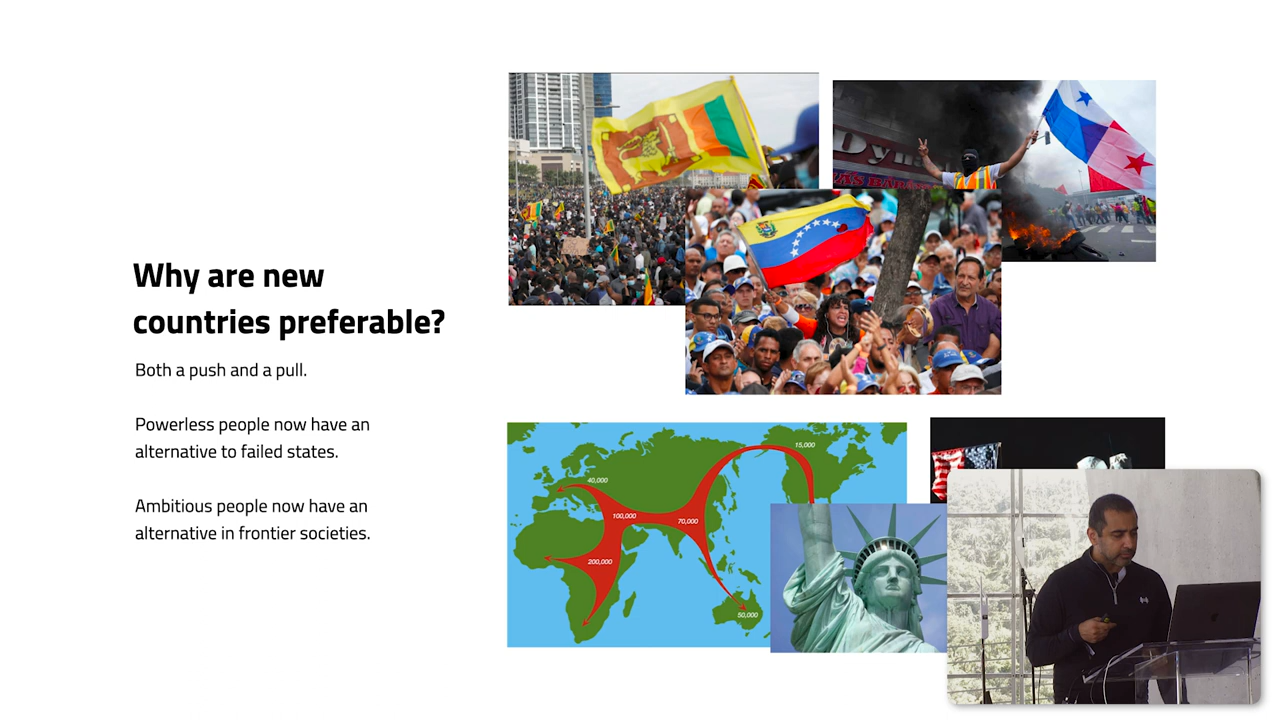 Why are new
countries preferable?
Both a push and a pull.
Powerless people now have an
alternative to failed states.
Ambitious people now have an
alternative in frontier societies.
Dyn
40,000
100,000
200,000
70,000
15,000
50,000